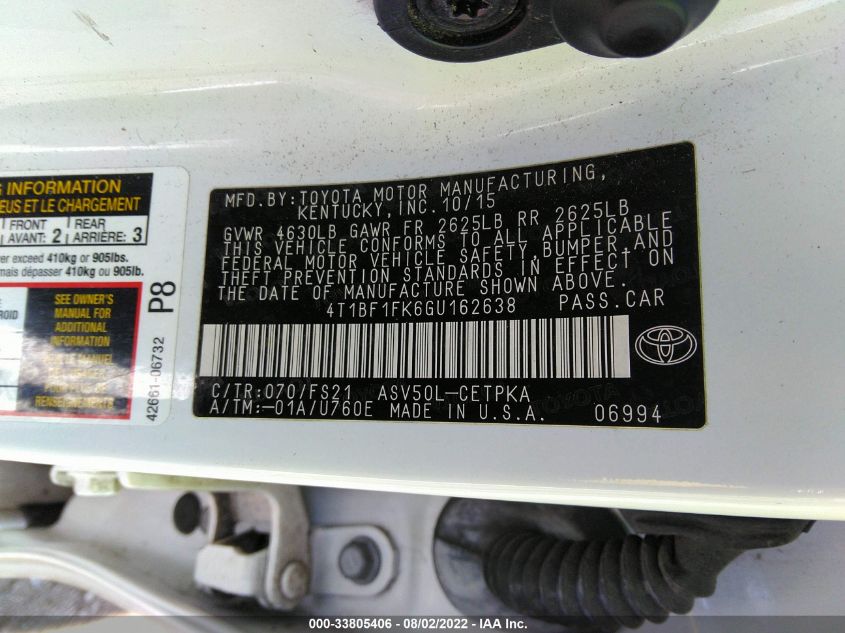 G INFORMATION
EUS ET LE CHARGEMENT
FRONT
AVANT: 2
REAR
ARRIÈRE: 3
er exceed 410kg or 905lbs.
mais dépasser 410kg ou 905lb.
SEE OWNER'S
MANUAL FOR
ADDITIONAL
INFORMATION
P8
42661-06732
MFD.BY:TOYOTA MOTOR MANUFACTURING,
KENTUCKY, INC. 10/15
GVWR 4630LB GAWR FR 2625LB RR 2625LB
THIS VEHICLE CONFORMS TO ALL APPLICABLE
FEDERAL MOTOR VEHICLE SAFETY, BUMPER, AND
THEFT PREVENTION STANDARDS IN EFFECT ON
THE DATE OF MANUFACTURE SHOWN ABOVE.
4T1BF1FK6GU162638 PASS.CAR
C/TR:070/FS21 ASV50L-CETPKA
A/TM:-01A/U760E MADE IN U.S.A. 06994
000-33805406 - 08/02/2022 - IAA Inc.